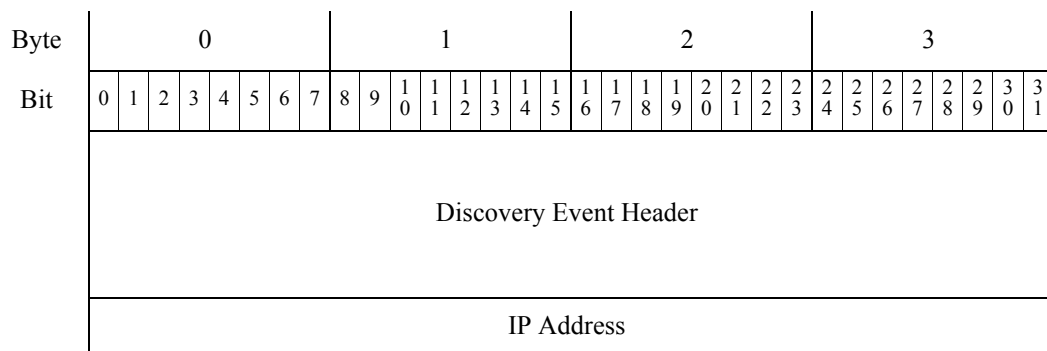 Byte 0 1 2 3
Bit 0 1 2 3 4 5 6 7 8 9 10 11 12 13 14 15 16 17 18 19 20 21 22 23 24 25 26 27 28 29 30 31
Discovery Event Header
IP Address